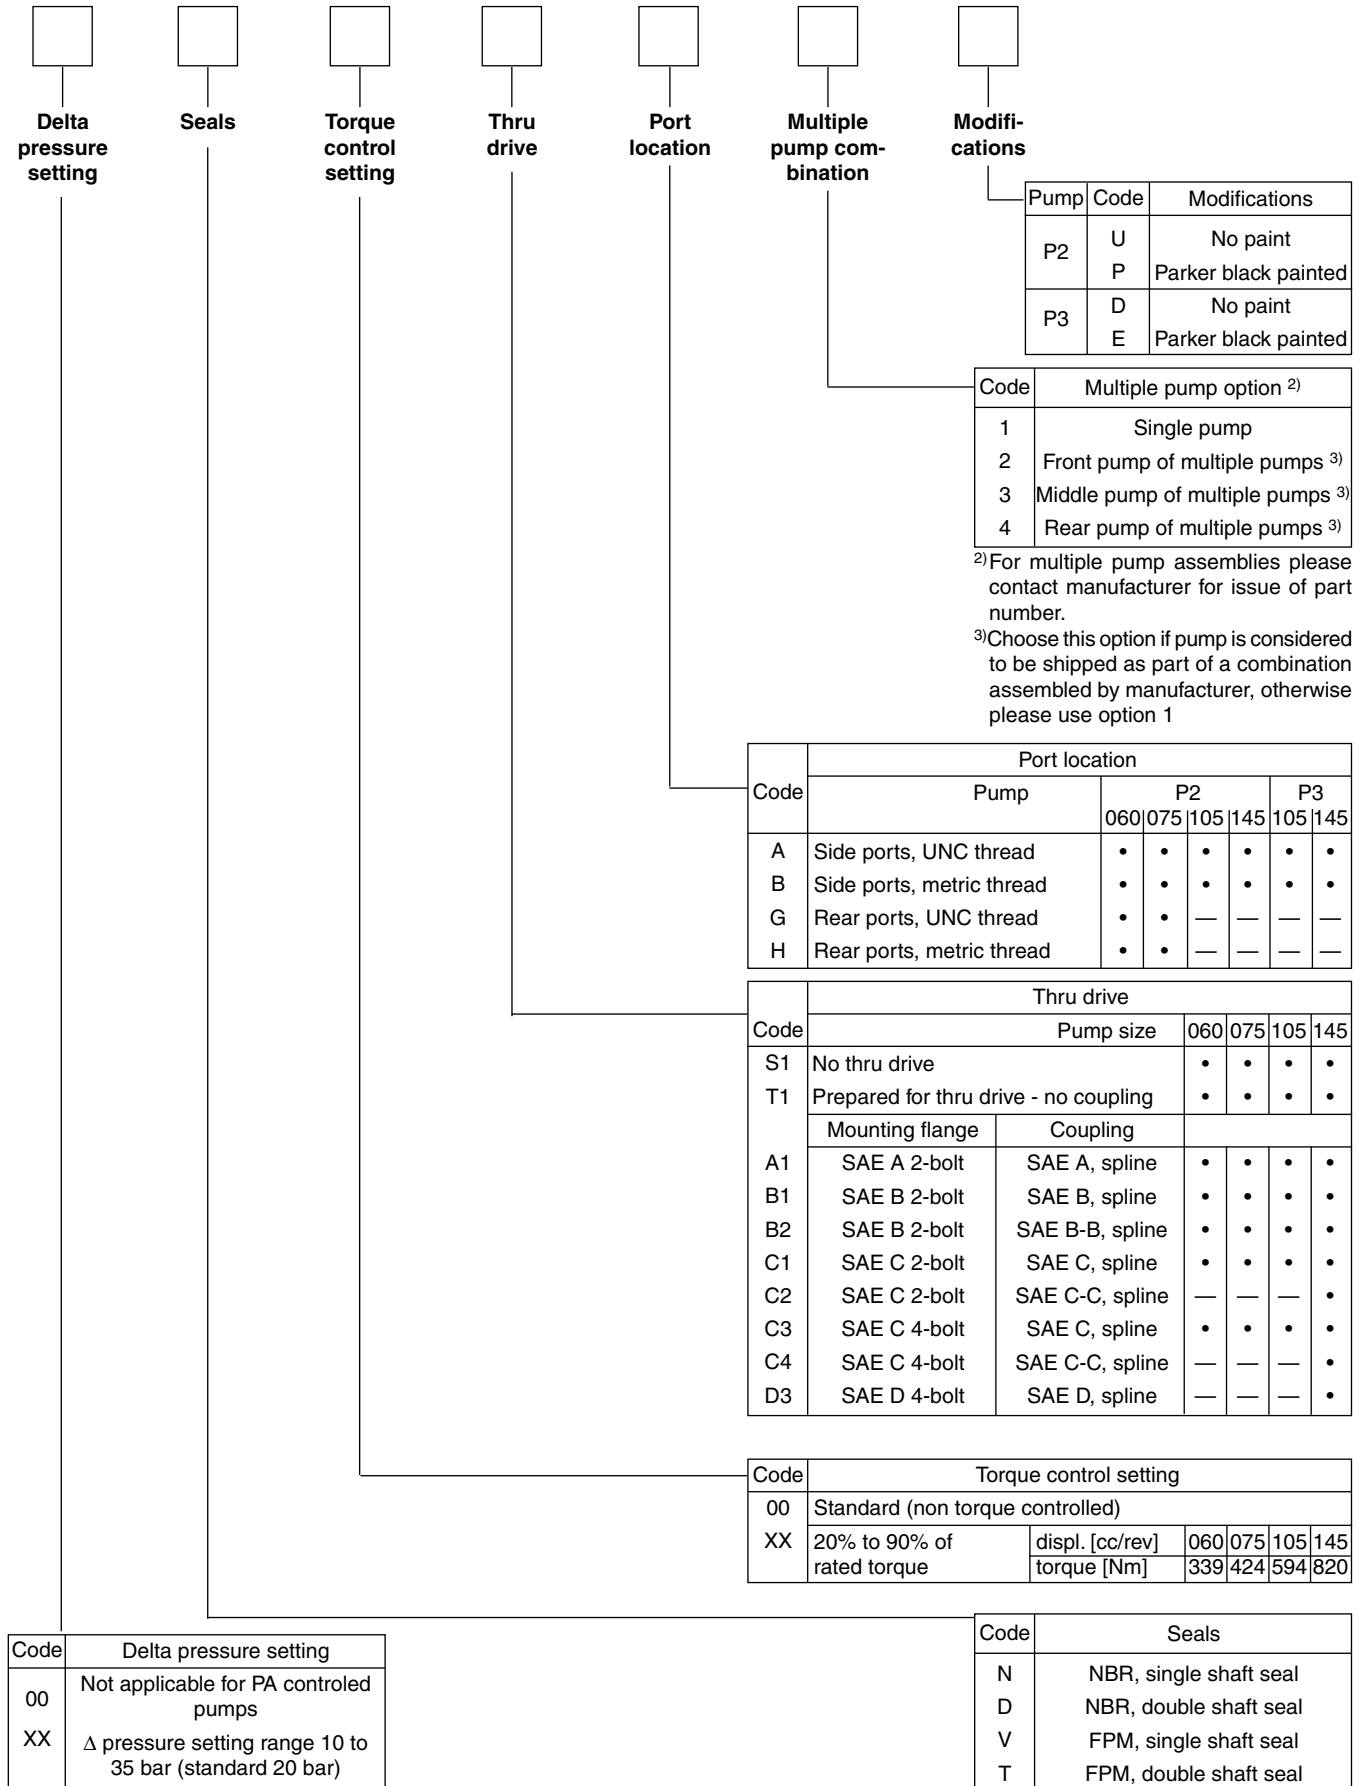 Delta pressure setting
Seals
Torque control setting
Thru drive
Port location
Multiple pump com-bination
Modifi-cations
Pump Code Modifications
P2 U No paint
P Parker black painted
P3 D No paint
E Parker black painted
Code Multiple pump option 2)
1 Single pump
2 Front pump of multiple pumps 3)
3 Middle pump of multiple pumps 3)
4 Rear pump of multiple pumps 3)
2)For multiple pump assemblies please
contact manufacturer for issue of part
number.
3)Choose this option if pump is considered
to be shipped as part of a combination
assembled by manufacturer, otherwise
please use option 1
Port location
Code Pump P2 P3
060 075 105 145 105 145
A Side ports, UNC thread • • • • • •
B Side ports, metric thread • • • • • •
G Rear ports, UNC thread • • — — — —
H Rear ports, metric thread • • — — — —
Thru drive
Code Pump size 060 075 105 145
S1 No thru drive • • • •
T1 Prepared for thru drive - no coupling • • • •
Mounting flange Coupling
A1 SAE A 2-bolt SAE A, spline • • • •
B1 SAE B 2-bolt SAE B, spline • • • •
B2 SAE B 2-bolt SAE B-B, spline • • • •
C1 SAE C 2-bolt SAE C, spline • • • •
C2 SAE C 2-bolt SAE C-C, spline — — — •
C3 SAE C 4-bolt SAE C, spline • • • •
C4 SAE C 4-bolt SAE C-C, spline — — — •
D3 SAE D 4-bolt SAE D, spline — — — •
Code Torque control setting
00 Standard (non torque controlled)
XX 20% to 90% of displ. [cc/rev] 060 075 105 145
rated torque torque [Nm] 339 424 594 820
Code Delta pressure setting
00 Not applicable for PA controled
pumps
XX Δ pressure setting range 10 to
35 bar (standard 20 bar)
Code Seals
N NBR, single shaft seal
D NBR, double shaft seal
V FPM, single shaft seal
T FPM, double shaft seal